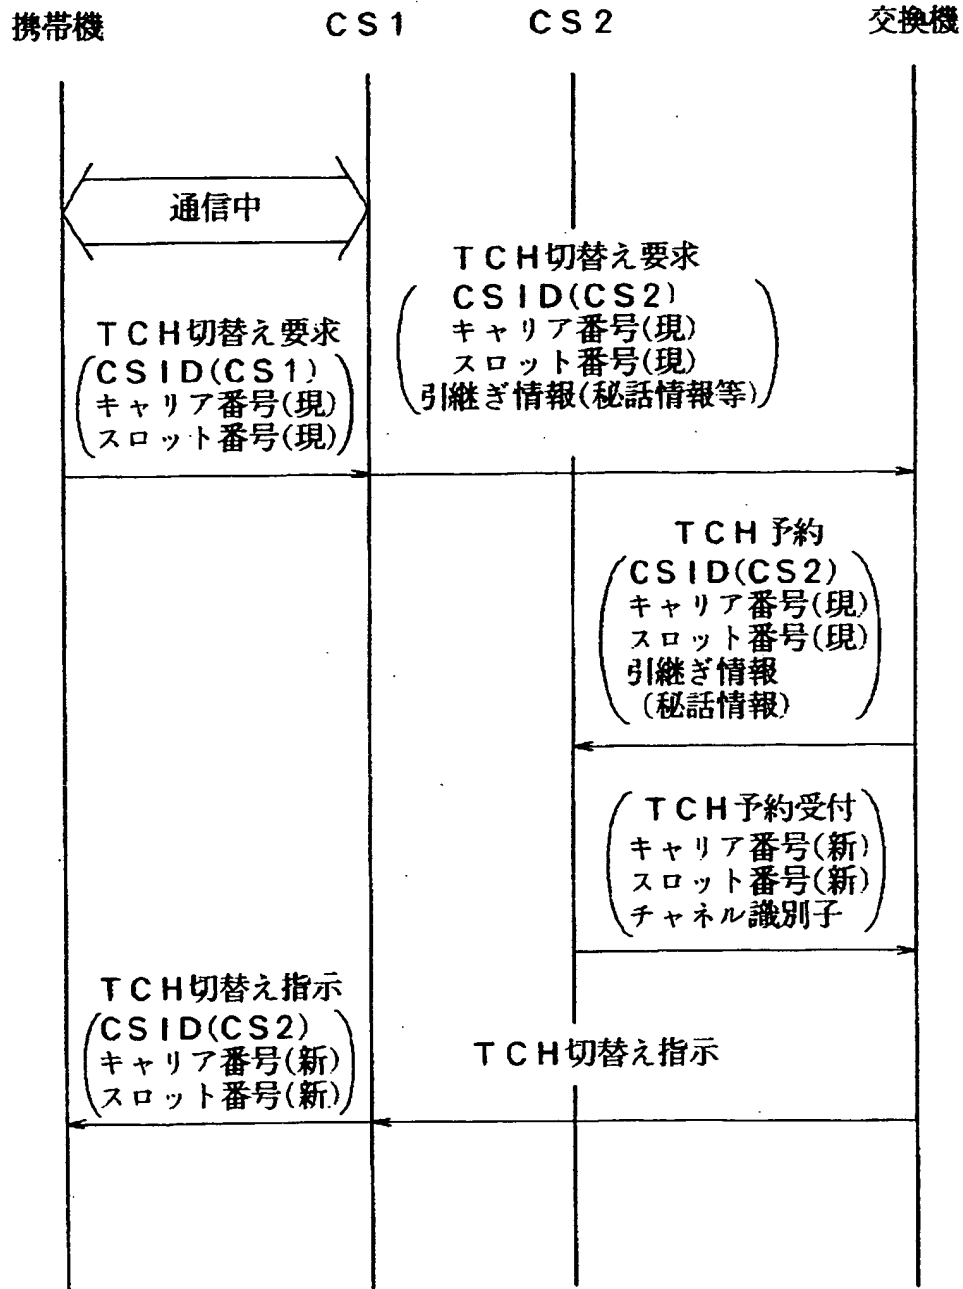 携帯機
CS1
CS2
交換機
通信中
TCH切替え要求
CSID(CS2)
キャリア番号(現)
スロット番号(現)
引継ぎ情報(秘話情報等)
TCH切替え要求
CSID(CS1)
キャリア番号(現)
スロット番号(現)
TCH予約
CSID(CS2)
キャリア番号(現)
スロット番号(現)
引継ぎ情報
(秘話情報)
TCH予約受付
キャリア番号(新)
スロット番号(新)
チャネル識別子
TCH切替え指示
CSID(CS2)
キャリア番号(新)
スロット番号(新)
TCH切替え指示